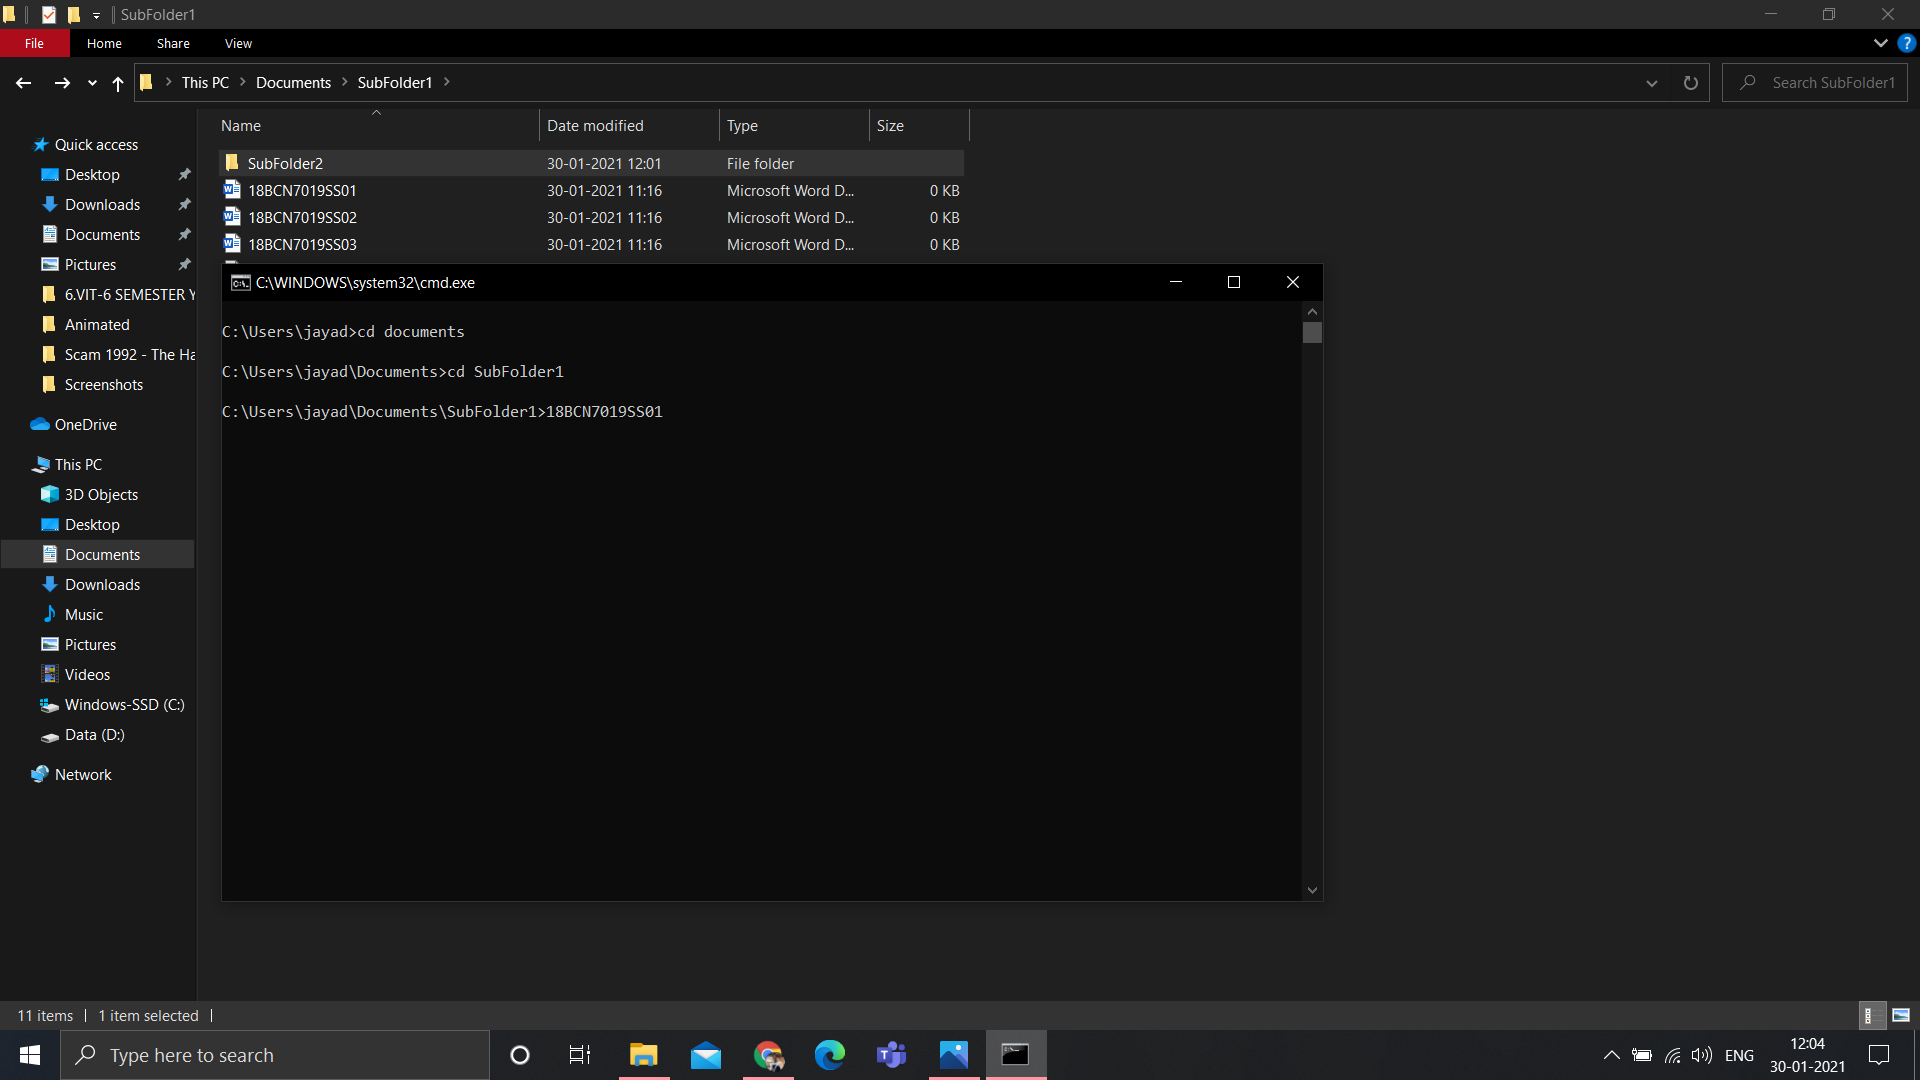 SubFolder1
File Home Share View
This PC Documents SubFolder1
Search SubFolder1
Name Date modified Type Size
SubFolder2 30-01-2021 12:01 File folder
18BCN7019SS01 30-01-2021 11:16 Microsoft Word D... 0 KB
18BCN7019SS02 30-01-2021 11:16 Microsoft Word D... 0 KB
18BCN7019SS03 30-01-2021 11:16 Microsoft Word D... 0 KB
Quick access
Desktop
Downloads
Documents
Pictures
6.VIT-6 SEMESTER Y
Animated
Scam 1992 - The Ha
Screenshots
OneDrive
This PC
3D Objects
Desktop
Documents
Downloads
Music
Pictures
Videos
Windows-SSD (C:)
Data (D:)
Network
C:\WINDOWS\system32\cmd.exe
C:\Users\jayad>cd documents
C:\Users\jayad\Documents>cd SubFolder1
C:\Users\jayad\Documents\SubFolder1>18BCN7019SS01
11 items 1 item selected
Type here to search
ENG
12:04
30-01-2021